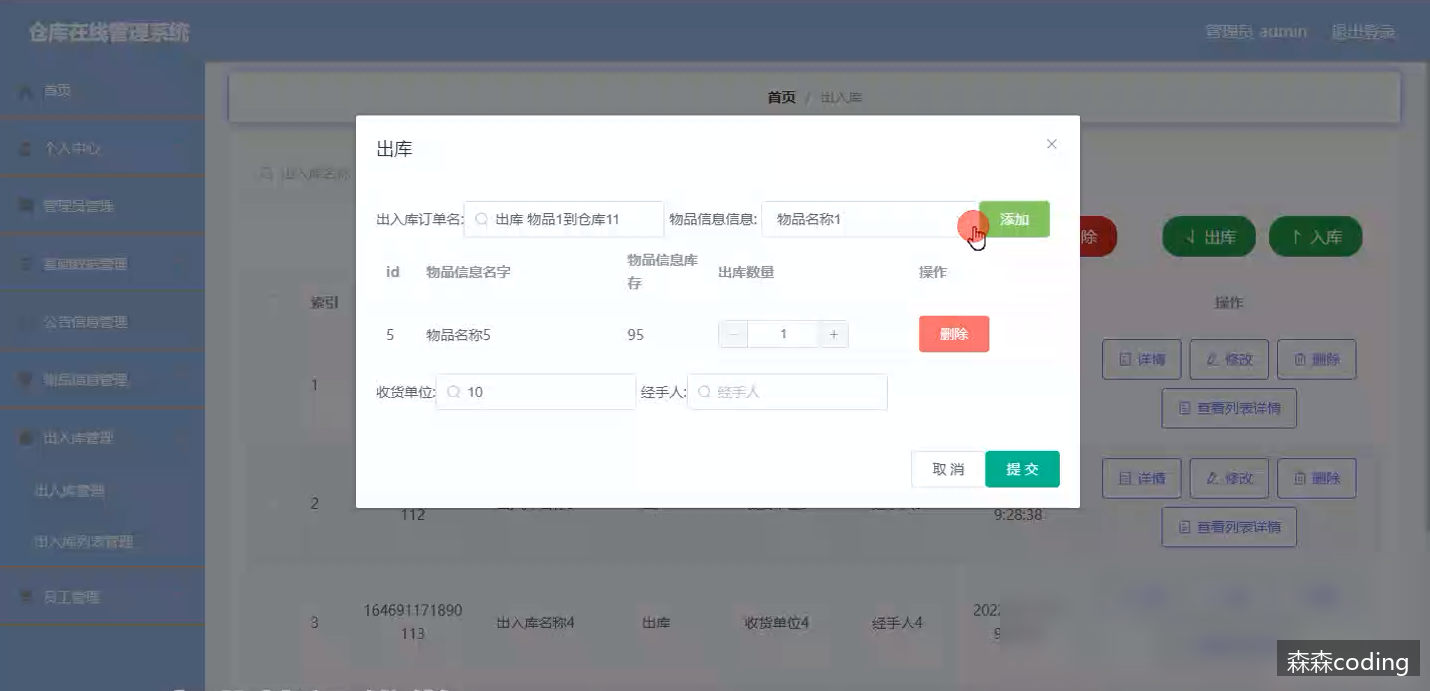 仓库在线管理系统
管理员 admin 退出登录
首页
个人中心
管理员管理
基础数据管理
公告信息管理
物品信息管理
出入库管理
出入库管理
出入库列表管理
员工管理
首页 / 出入库
出入库名称
除 出库 入库
索引 操作
1 详情 修改 删除
查看列表详情
2 详情 修改 删除
112 9:28:38
查看列表详情
3 164691171890 出入库名称4 出库 收货单位4 经手人4 202
113 9
出库
出入库订单名: 出库 物品1到仓库11 物品信息信息: 物品名称1 添加
id 物品信息名字 物品信息库存 出库数量 操作
5 物品名称5 95 - 1 + 删除
收货单位: 10 经手人: 经手人
取 消 提 交
森森coding